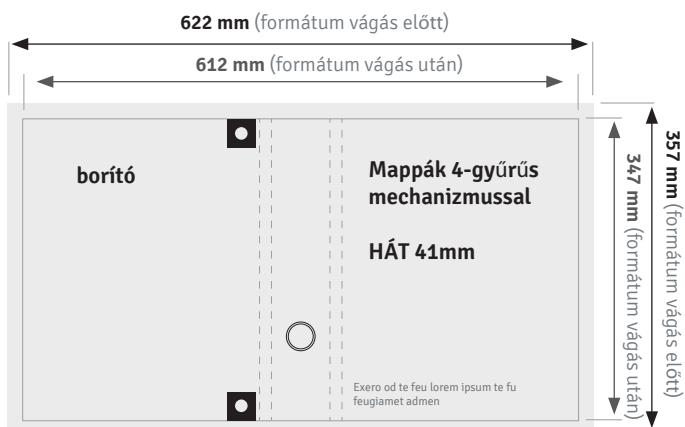 622 mm (formátum vágás előtt)
612 mm (formátum vágás után)
borító
Mappák 4-gyűrűs
mechanizmussal
HÁT 41mm
Exero od te feu lorem ipsum te fu
feugiamet admen
347 mm (formátum vágás után)
357 mm (formátum vágás előtt)